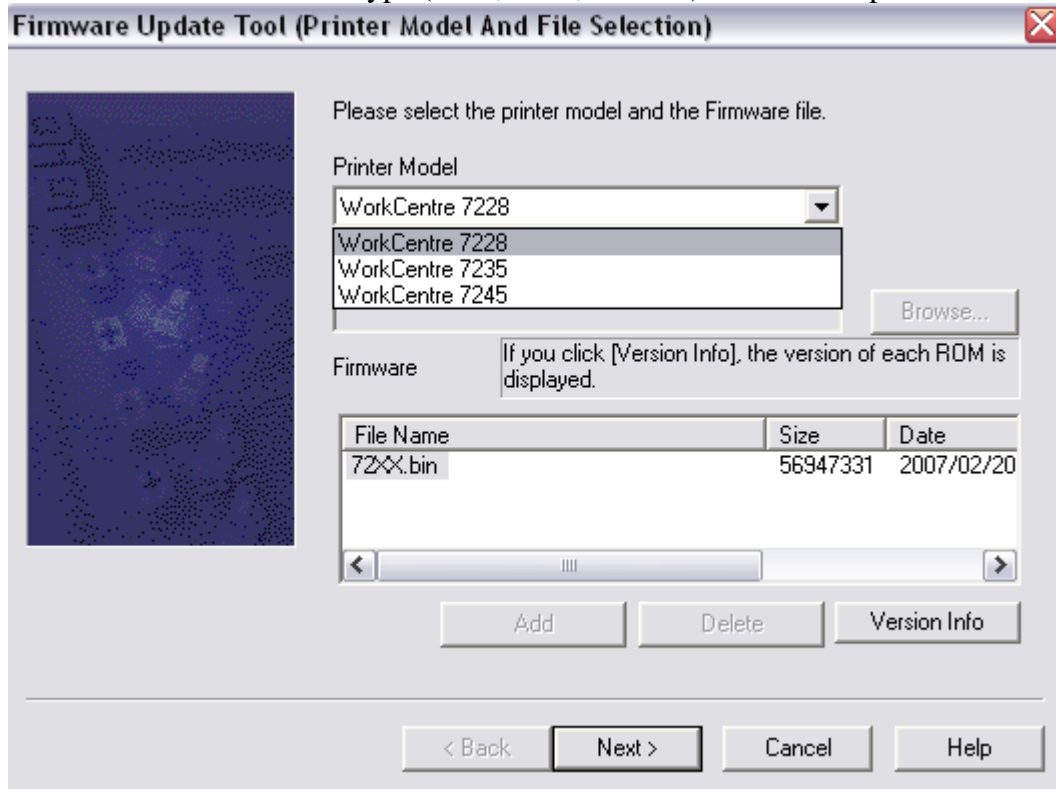 Firmware Update Tool (Printer Model And File Selection)
Please select the printer model and the Firmware file.
Printer Model
WorkCentre 7228
WorkCentre 7228
WorkCentre 7235
WorkCentre 7245
Browse...
Firmware
If you click [Version Info], the version of each ROM is
displayed.
File Name Size Date
72XX.bin 56947331 2007/02/20
Add Delete Version Info
< Back Next > Cancel Help